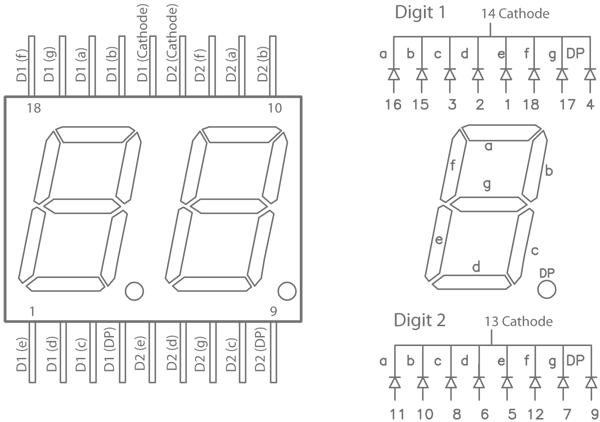 D1 (f)
D1 (g)
D1 (a)
D1 (b)
D1 (Cathode)
D2 (Cathode)
D2 (f)
D2 (a)
D2 (b)
18 10
1 9
D1 (e)
D1 (d)
D1 (c)
D1 (DP)
D2 (e)
D2 (d)
D2 (g)
D2 (c)
D2 (DP)
Digit 1 14 Cathode
a b c d e f g DP
16 15 3 2 1 18 17 4
a
f b
g
e c
d
DP
Digit 2 13 Cathode
a b c d e f g DP
11 10 8 6 5 12 7 9